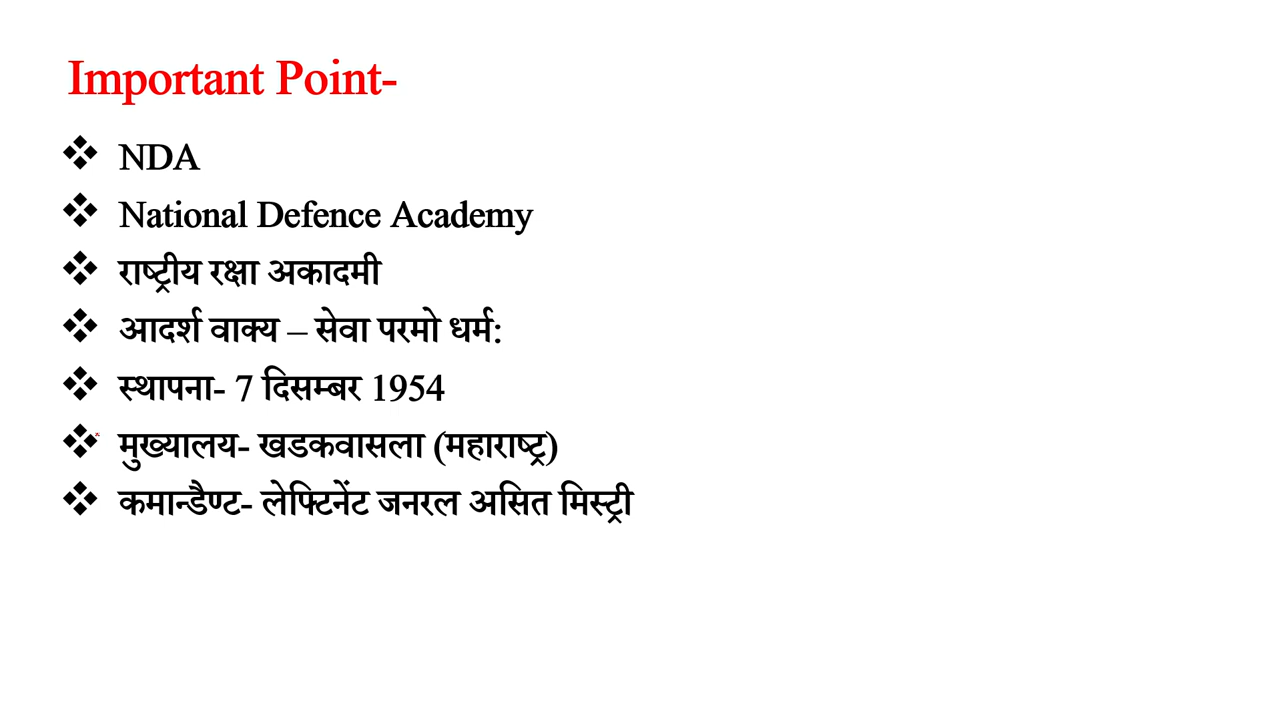 Important Point-
❖ NDA
❖ National Defence Academy
❖ राष्ट्रीय रक्षा अकादमी
❖ आदर्श वाक्य – सेवा परमो धर्म:
❖ स्थापना- 7 दिसम्बर 1954
❖ मुख्यालय- खडकवासला (महाराष्ट्र)
❖ कमान्डैण्ट- लेफ्टिनेंट जनरल असित मिस्ट्री